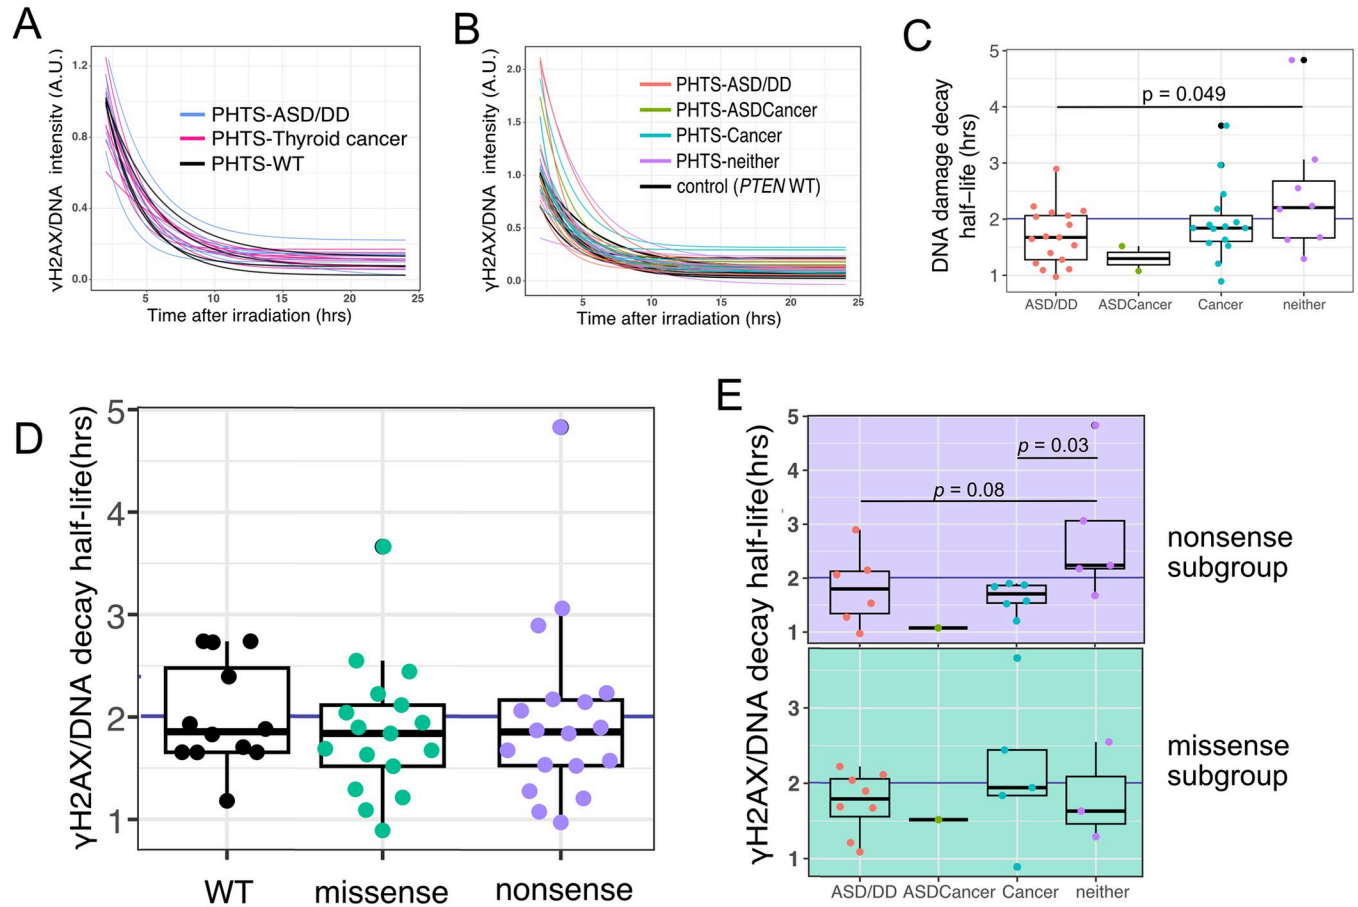 A
γH2AX/DNA intensity (A.U.)
1.2
0.8
0.4
0.0
PHTS-ASD/DD
PHTS-Thyroid cancer
PHTS-WT
5
10
15
20
25
Time after irradiation (hrs)
B
γH2AX/DNA intensity (A.U.)
2.0
1.5
1.0
0.5
0.0
PHTS-ASD/DD
PHTS-ASDCancer
PHTS-Cancer
PHTS-neither
control (PTEN WT)
5
10
15
20
25
Time after irradiation (hrs)
C
DNA damage decay
half-life (hrs)
5
4
3
2
1
p = 0.049
ASD/DD
ASDCancer
Cancer
neither
D
γH2AX/DNA decay half-life(hrs)
5
4
3
2
1
WT
missense
nonsense
E
γH2AX/DNA decay half-life(hrs)
5
4
3
2
1
p = 0.03
p = 0.08
nonsense
subgroup
3
2
1
missense
subgroup
ASD/DD
ASDCancer
Cancer
neither